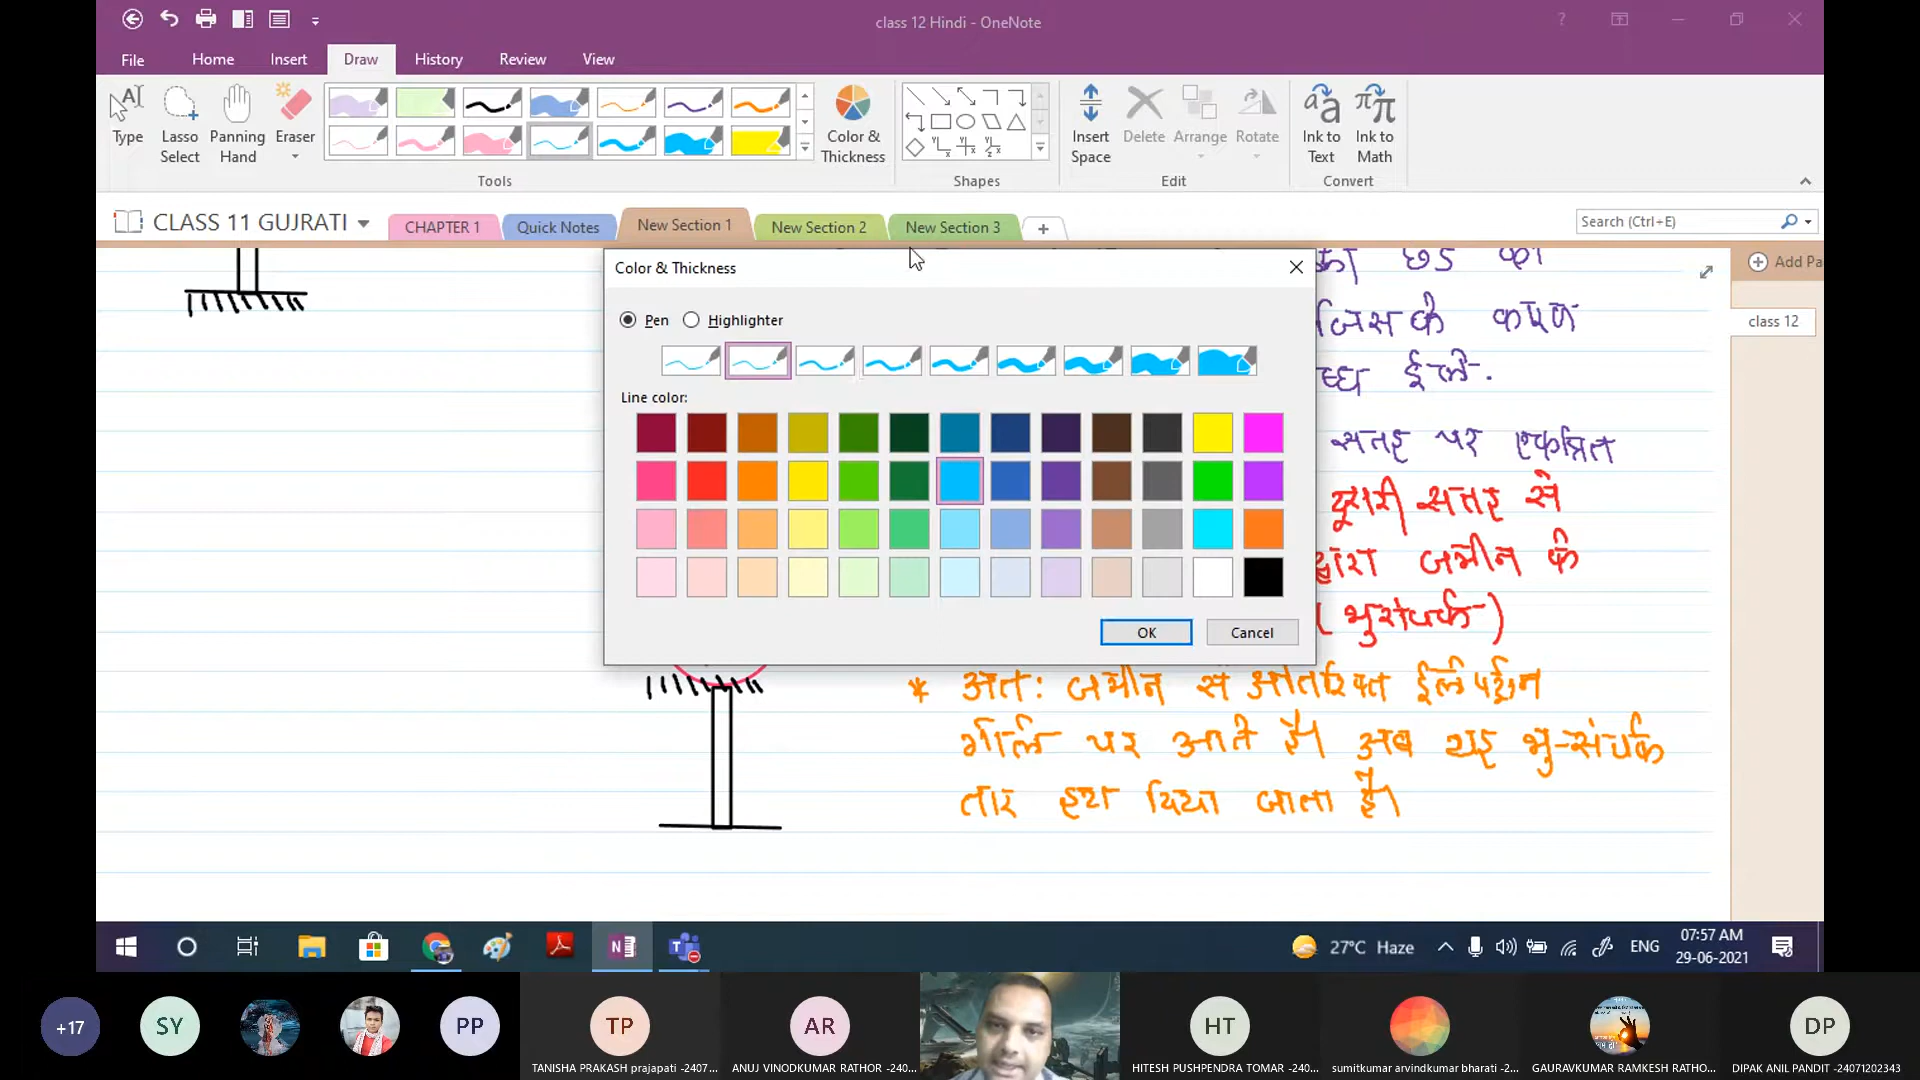 class 12 Hindi - OneNote
File
Home
Insert
Draw
History
Review
View
Type
Lasso Select
Panning Hand
Eraser
Color & Thickness
Insert Space
Delete
Arrange
Rotate
Ink to Text
Ink to Math
Tools
Shapes
Edit
Convert
CLASS 11 GUJRATI
CHAPTER 1
Quick Notes
New Section 1
New Section 2
New Section 3
Search (Ctrl+E)
Add Pa
class 12
Color & Thickness
Pen
Highlighter
Line color:
OK
Cancel
छड को
जिसके कारण
सतह पर एकत्रित
दूसरी सतह से
द्वारा जमीन के
* अत: जमीन से अतिरिक्त
गोले पर आते है। अब यह भू-संपर्क
तार हटा दिया जाता है।
27°C Haze
ENG
07:57 AM
29-06-2021
+17
SY
PP
TP
AR
HT
DP
TANISHA PRAKASH prajapati -2407...
ANUJ VINODKUMAR RATHOR -240...
HITESH PUSHPENDRA TOMAR -240...
sumitkumar arvindkumar bharati -2...
GAURAVKUMAR RAMKESH RATHO...
DIPAK ANIL PANDIT -24071202343